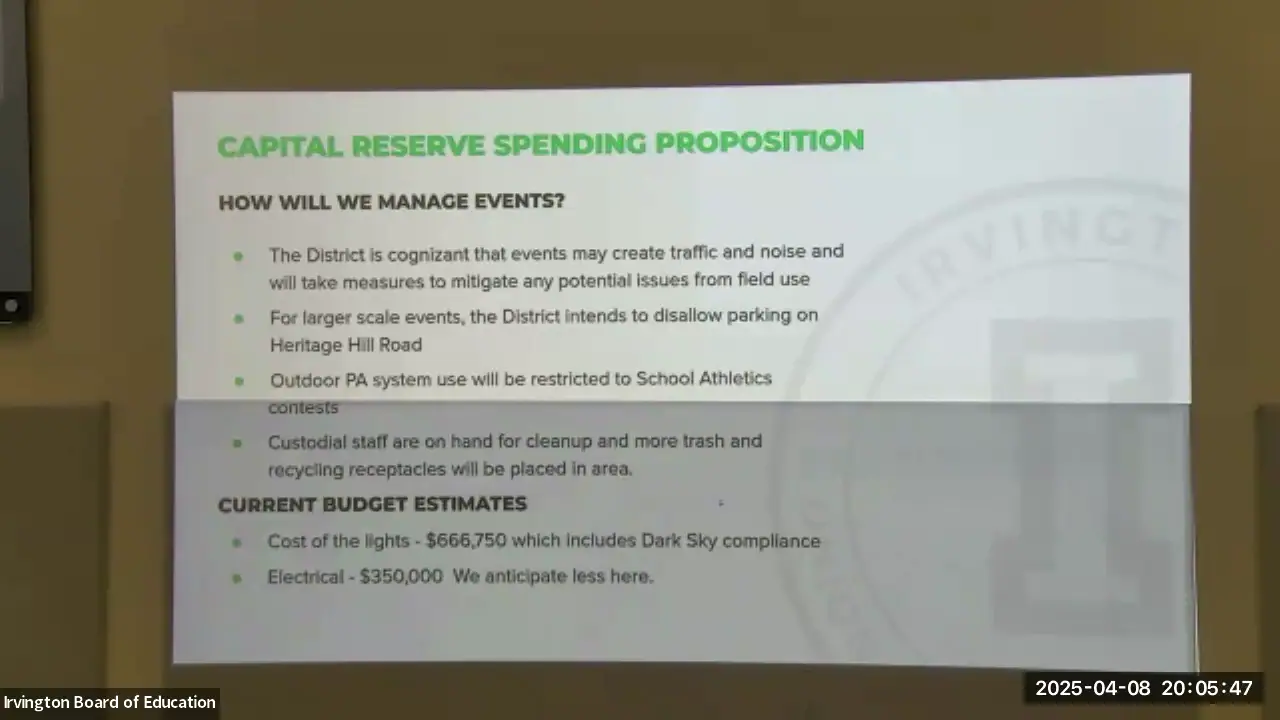 CAPITAL RESERVE SPENDING PROPOSITION
HOW WILL WE MANAGE EVENTS?
The District is cognizant that events may create traffic and noise and
will take measures to mitigate any potential issues from field use
For larger scale events, the District intends to disallow parking on
Heritage Hill Road
Outdoor PA system use will be restricted to School Athletics
contests
Custodial staff are on hand for cleanup and more trash and
recycling receptacles will be placed in area.
CURRENT BUDGET ESTIMATES
Cost of the lights - $666,750 which includes Dark Sky compliance
Electrical - $350,000 We anticipate less here.
IRVINGT
I
Irvington Board of Education
2025-04-08 20:05:47